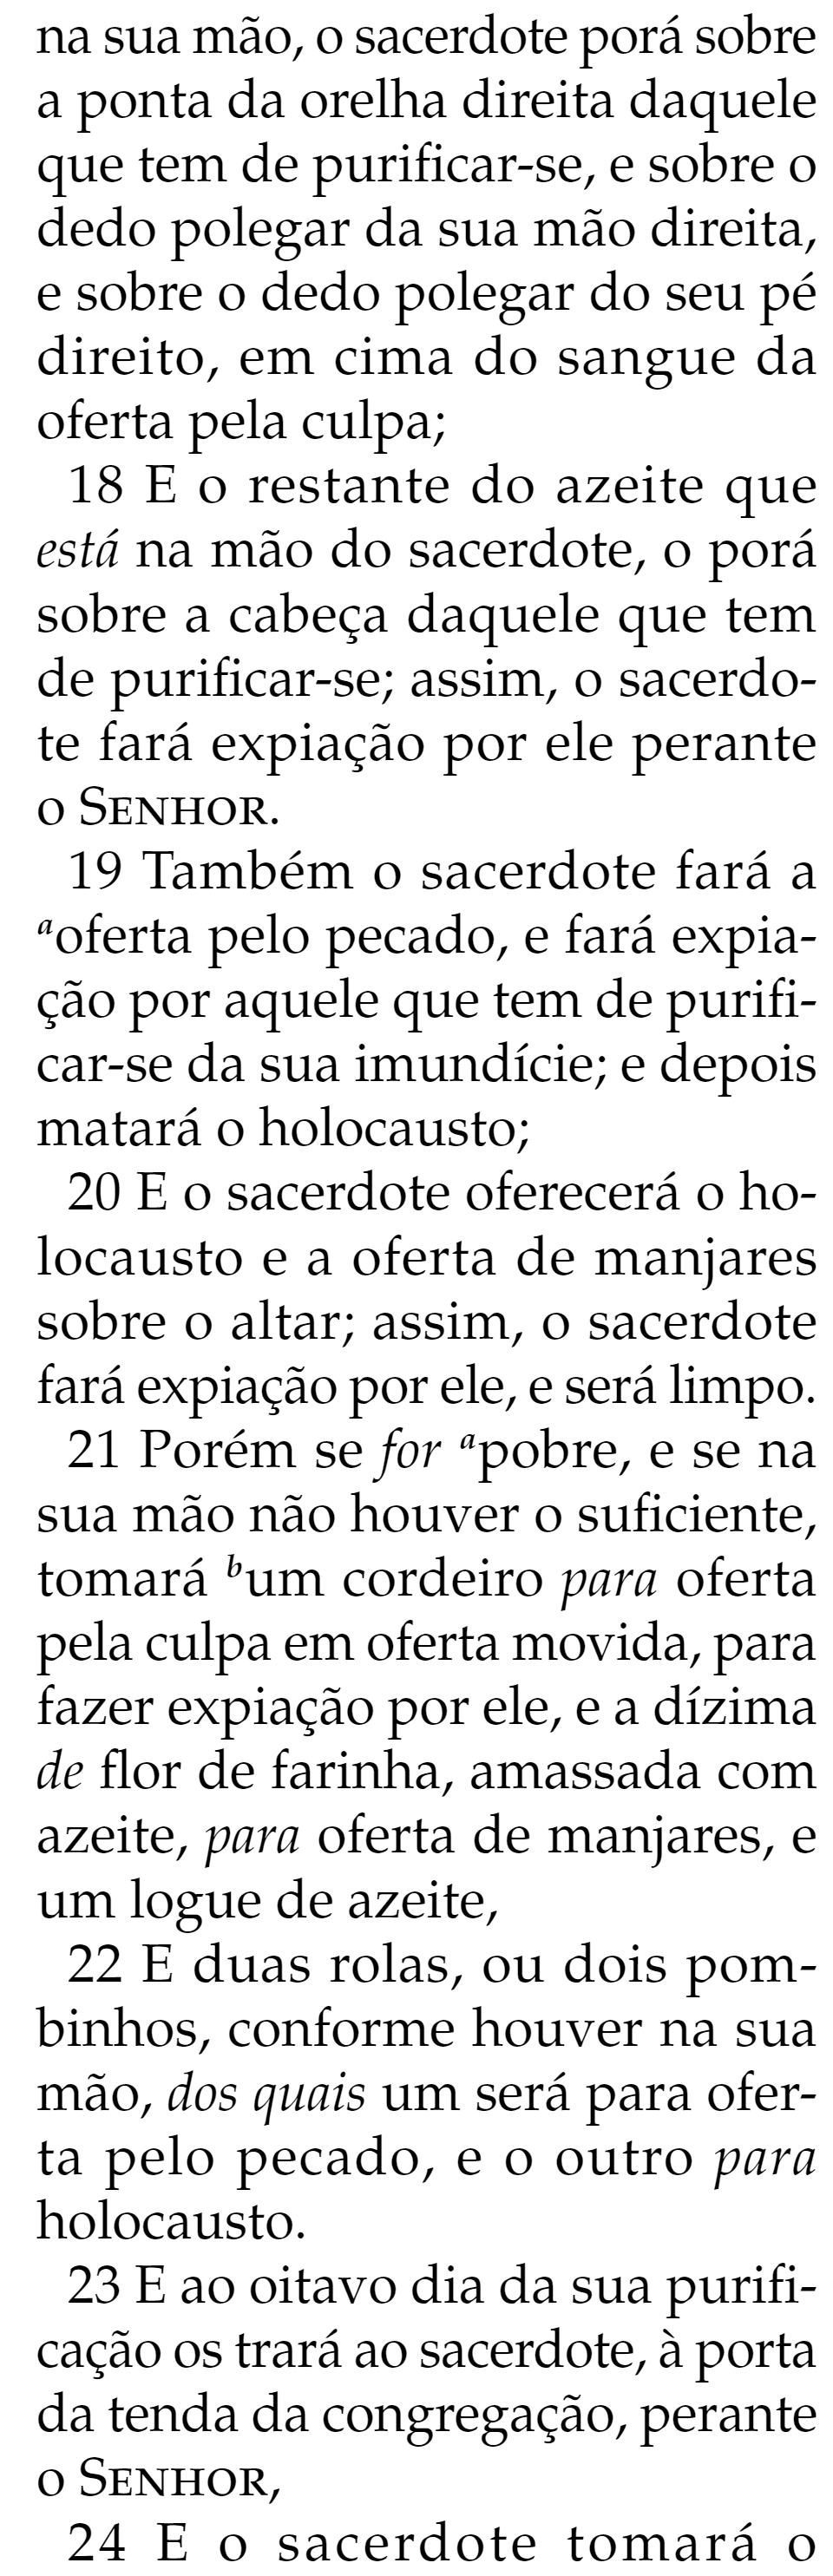 na sua mão, o sacerdote porá sobre
a ponta da orelha direita daquele
que tem de purificar-se, e sobre o
dedo polegar da sua mão direita,
e sobre o dedo polegar do seu pé
direito, em cima do sangue da
oferta pela culpa;
18 E o restante do azeite que
está na mão do sacerdote, o porá
sobre a cabeça daquele que tem
de purificar-se; assim, o sacerdo-
te fará expiação por ele perante
o SENHOR.
19 Também o sacerdote fará a
aoferta pelo pecado, e fará expia-
ção por aquele que tem de purifi-
car-se da sua imundície; e depois
matará o holocausto;
20 E o sacerdote oferecerá o ho-
locausto e a oferta de manjares
sobre o altar; assim, o sacerdote
fará expiação por ele, e será limpo.
21 Porém se for apobre, e se na
sua mão não houver o suficiente,
tomará bum cordeiro para oferta
pela culpa em oferta movida, para
fazer expiação por ele, e a dízima
de flor de farinha, amassada com
azeite, para oferta de manjares, e
um logue de azeite,
22 E duas rolas, ou dois pom-
binhos, conforme houver na sua
mão, dos quais um será para ofer-
ta pelo pecado, e o outro para
holocausto.
23 E ao oitavo dia da sua purifi-
cação os trará ao sacerdote, à porta
da tenda da congregação, perante
o SENHOR,
24 E o sacerdote tomará o